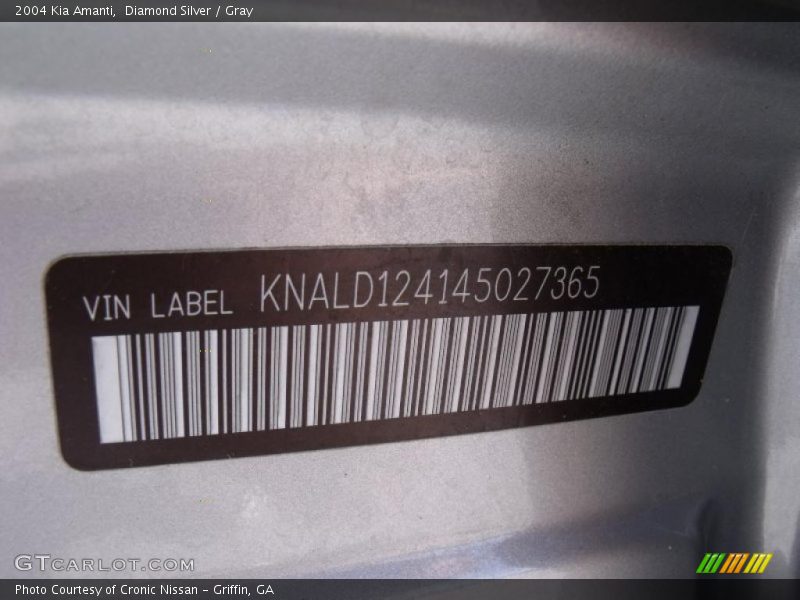 2004 Kia Amanti,  Diamond Silver / Gray
VIN LABEL KNALD124145027365
GTCARLOT.COM
Photo Courtesy of Cronic Nissan - Griffin, GA